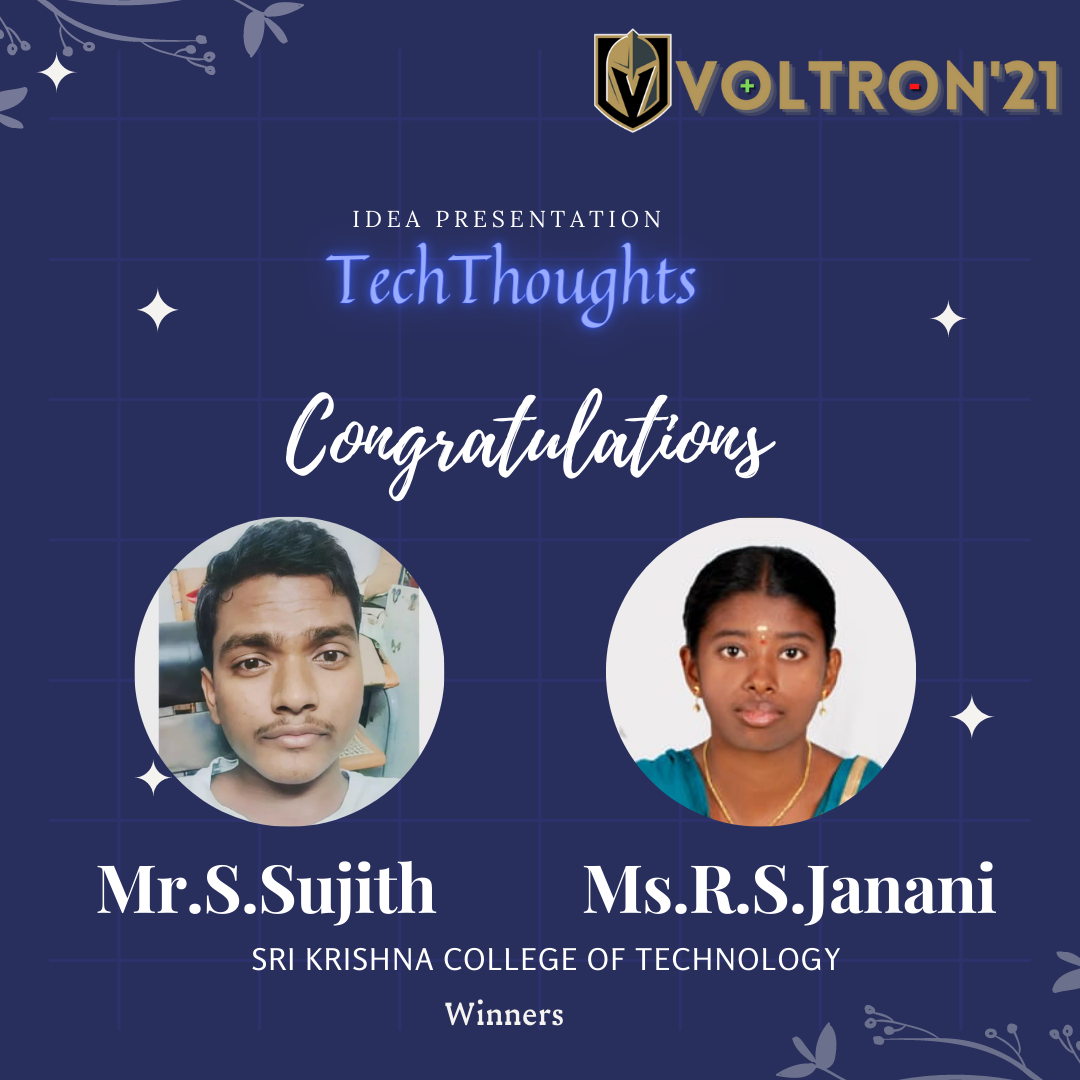 VOLTRON'21
IDEA PRESENTATION
TechThoughts
Congratulations
Mr.S.Sujith
Ms.R.S.Janani
SRI KRISHNA COLLEGE OF TECHNOLOGY
Winners